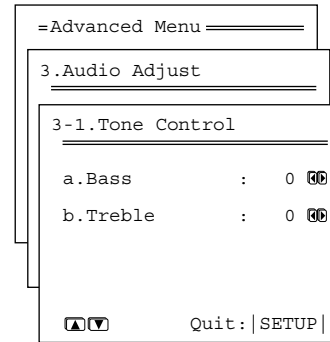 =Advanced Menu
3.Audio Adjust
3-1.Tone Control
a.Bass : 0
b.Treble : 0
Quit:|SETUP|